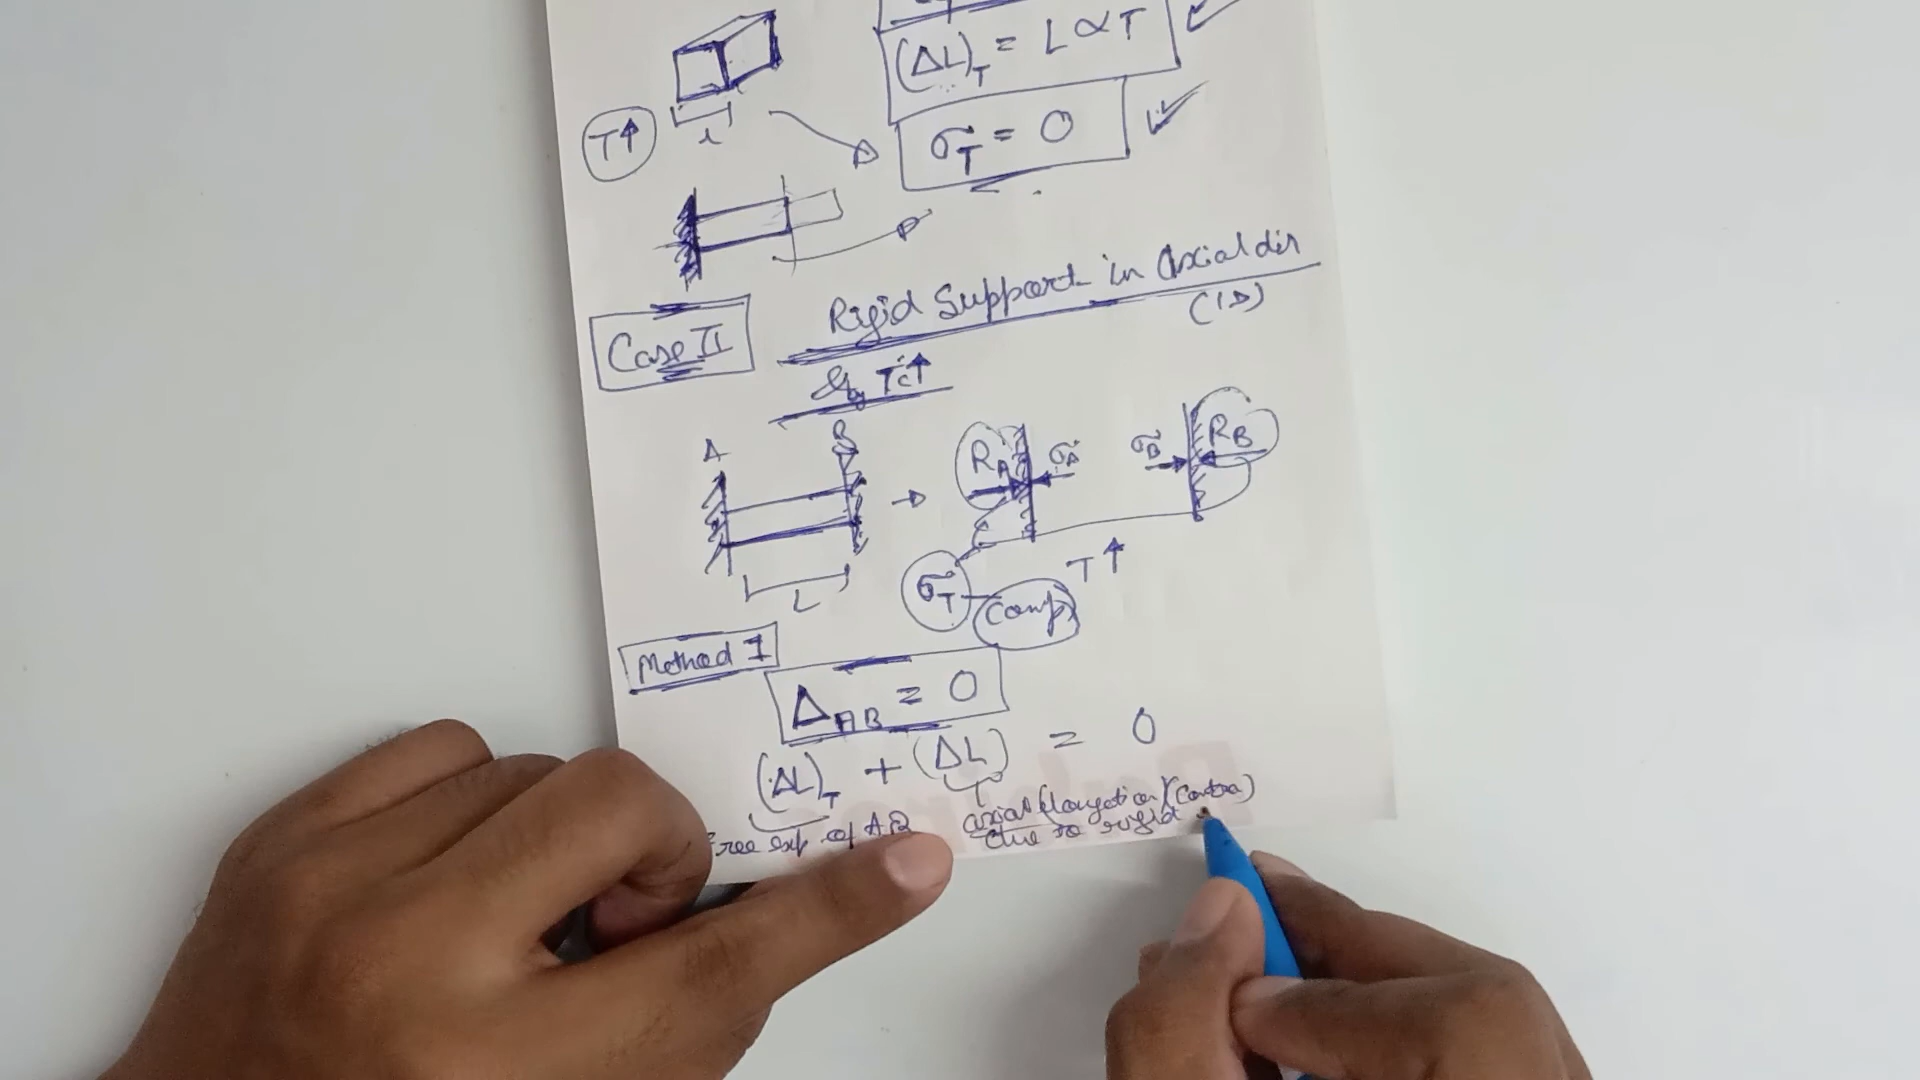 (ΔL)T = L α T
T↑
σT = 0
Case II
Rigid Support in axial dir
(1D)
T↑
A B
RA σA σB RB
L
T↑
σT comp
Method I
ΔAB = 0
(ΔL)T + (ΔL) = 0
free exp of AB
axial Elongation (Contra)
due to rigid